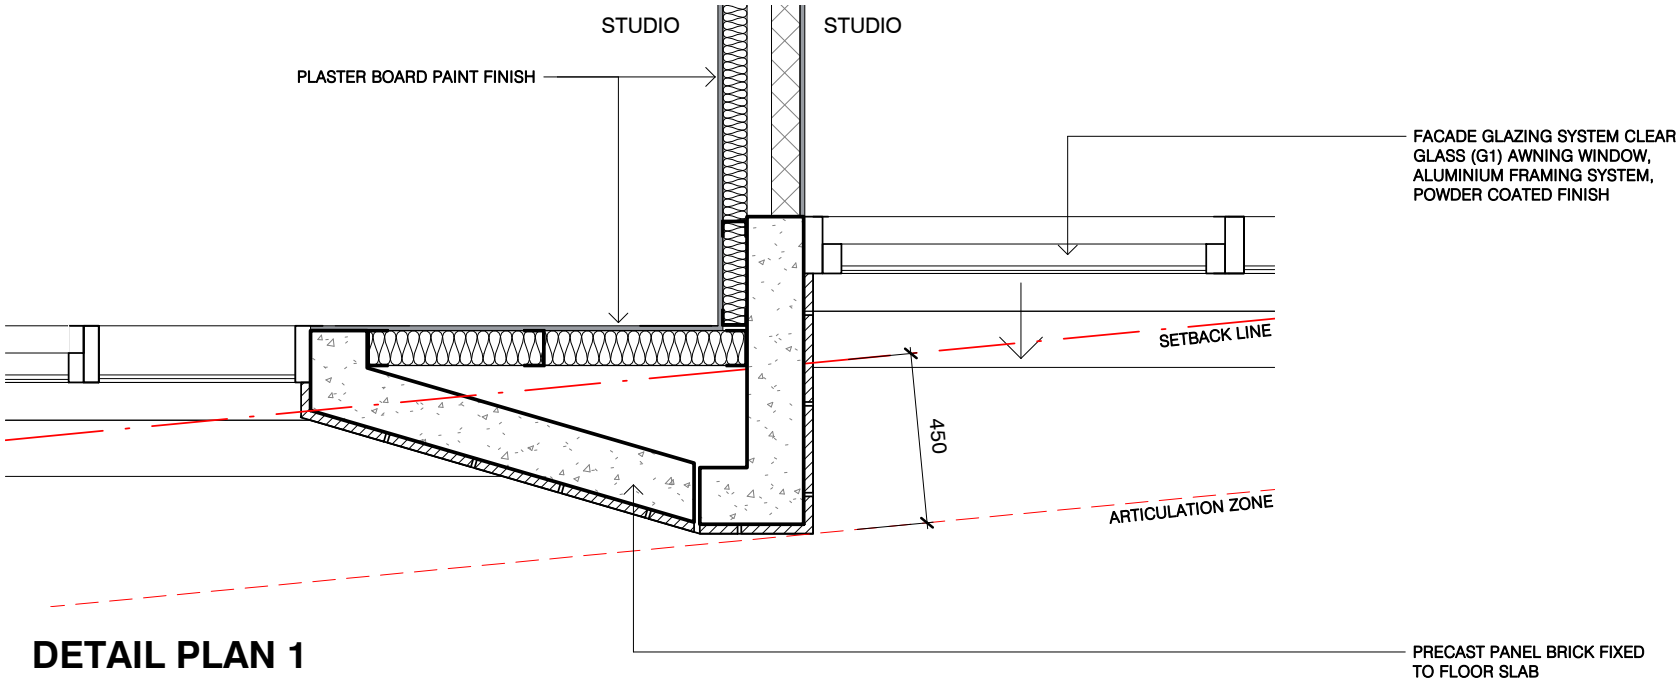 STUDIO
STUDIO
PLASTER BOARD PAINT FINISH
FACADE GLAZING SYSTEM CLEAR
GLASS (G1) AWNING WINDOW,
ALUMINIUM FRAMING SYSTEM,
POWDER COATED FINISH
SETBACK LINE
450
ARTICULATION ZONE
DETAIL PLAN 1
PRECAST PANEL BRICK FIXED
TO FLOOR SLAB